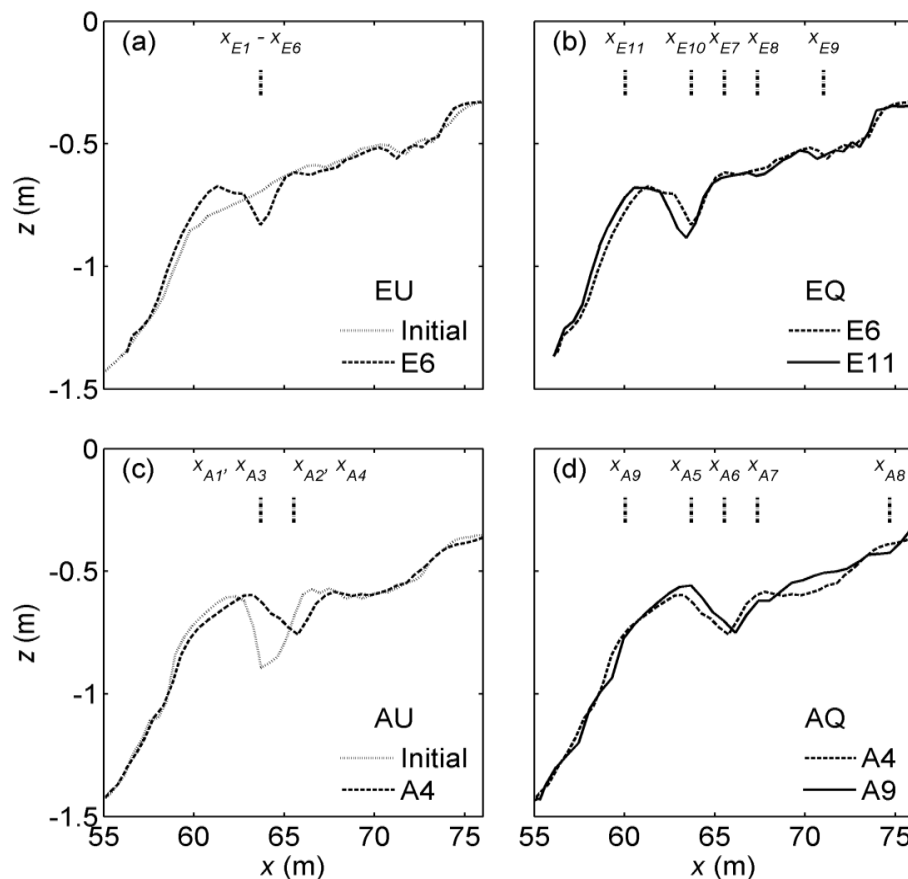 (a)
x_E1 - x_E6
0
-0.5
-1
-1.5
z (m)
EU
Initial
E6
(b)
x_E11 x_E10 x_E7 x_E8 x_E9
EQ
E6
E11
(c)
x_A1, x_A3 x_A2, x_A4
0
-0.5
-1
-1.5
z (m)
AU
Initial
A4
55 60 65 70 75
x (m)
(d)
x_A9 x_A5 x_A6 x_A7 x_A8
AQ
A4
A9
55 60 65 70 75
x (m)